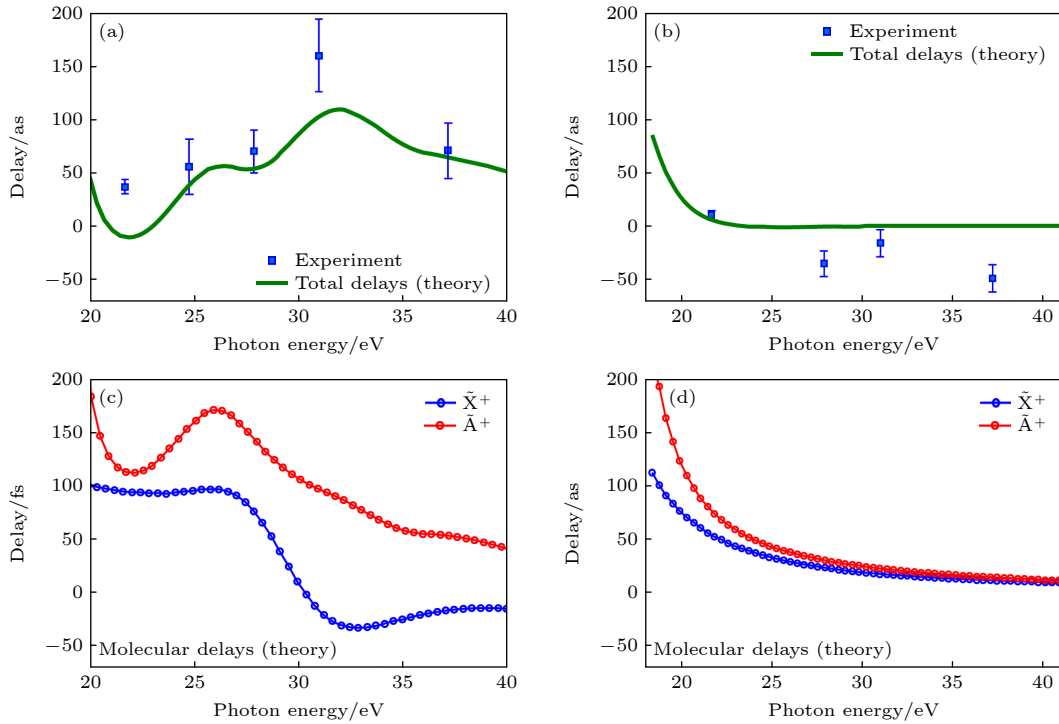 (a)
Delay/as
200
150
100
50
0
−50
Experiment
Total delays (theory)
20 25 30 35 40
Photon energy/eV
(b)
Delay/as
200
150
100
50
0
−50
Experiment
Total delays (theory)
20 25 30 35 40
Photon energy/eV
(c)
Delay/fs
200
150
100
50
0
−50
X̃⁺
Ã⁺
Molecular delays (theory)
20 25 30 35 40
Photon energy/eV
(d)
Delay/as
200
150
100
50
0
−50
X̃⁺
Ã⁺
Molecular delays (theory)
20 25 30 35 40
Photon energy/eV